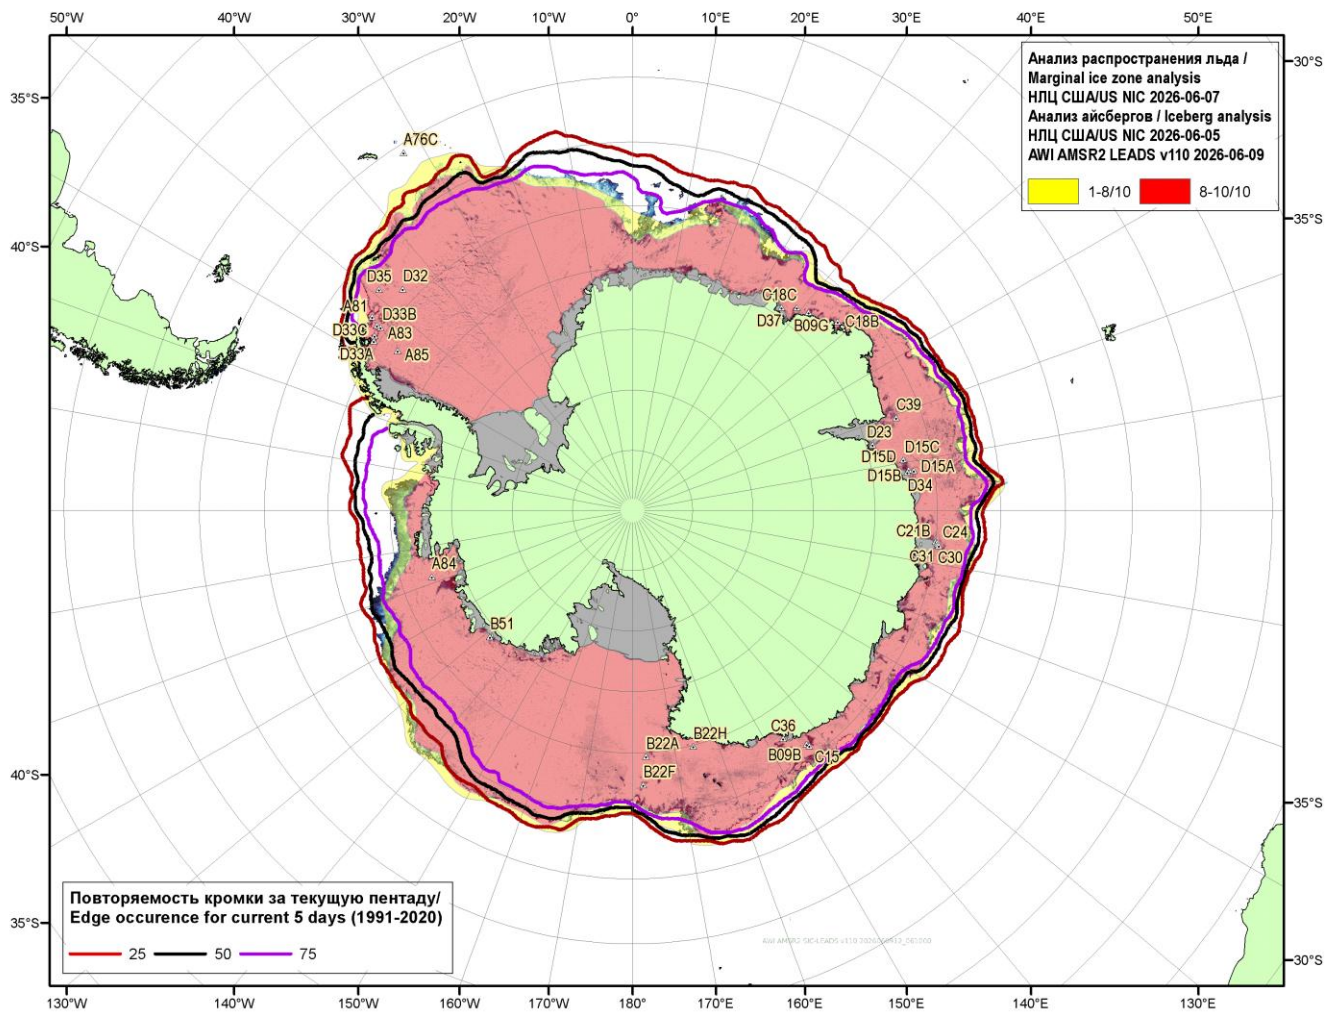 50°W 40°W 30°W 20°W 10°W 0° 10°E 20°E 30°E 40°E 50°E
Анализ распространения льда /
Marginal ice zone analysis
НЛЦ США/US NIC 2026-06-07
Анализ айсбергов / Iceberg analysis
НЛЦ США/US NIC 2026-06-05
AWI AMSR2 LEADS v110 2026-06-09
1-8/10 8-10/10
30°S
35°S
A76C
35°S
40°S
D35 D32
A81
D33B
D33C
A83
D33A
A85
C18C
D37
B09G
C18B
C39
D23
D15C
D15D
D15A
D15B
D34
C21B
C24
C31
C30
A84
B51
B22A
B22H
B22F
C36
B09B
C15
40°S
35°S
Повторяемость кромки за текущую пентаду/
Edge occurence for current 5 days (1991-2020)
25 50 75
35°S
30°S
130°W 140°W 150°W 160°W 170°W 180° 170°E 160°E 150°E 140°E 130°E